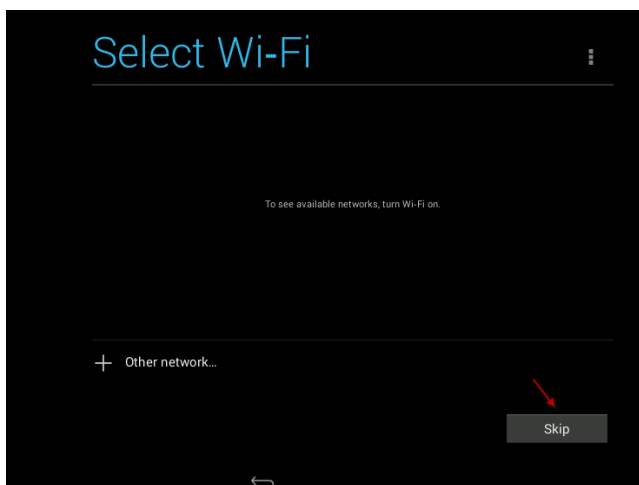 Select Wi-Fi
To see available networks, turn Wi-Fi on.
Other network...
Skip